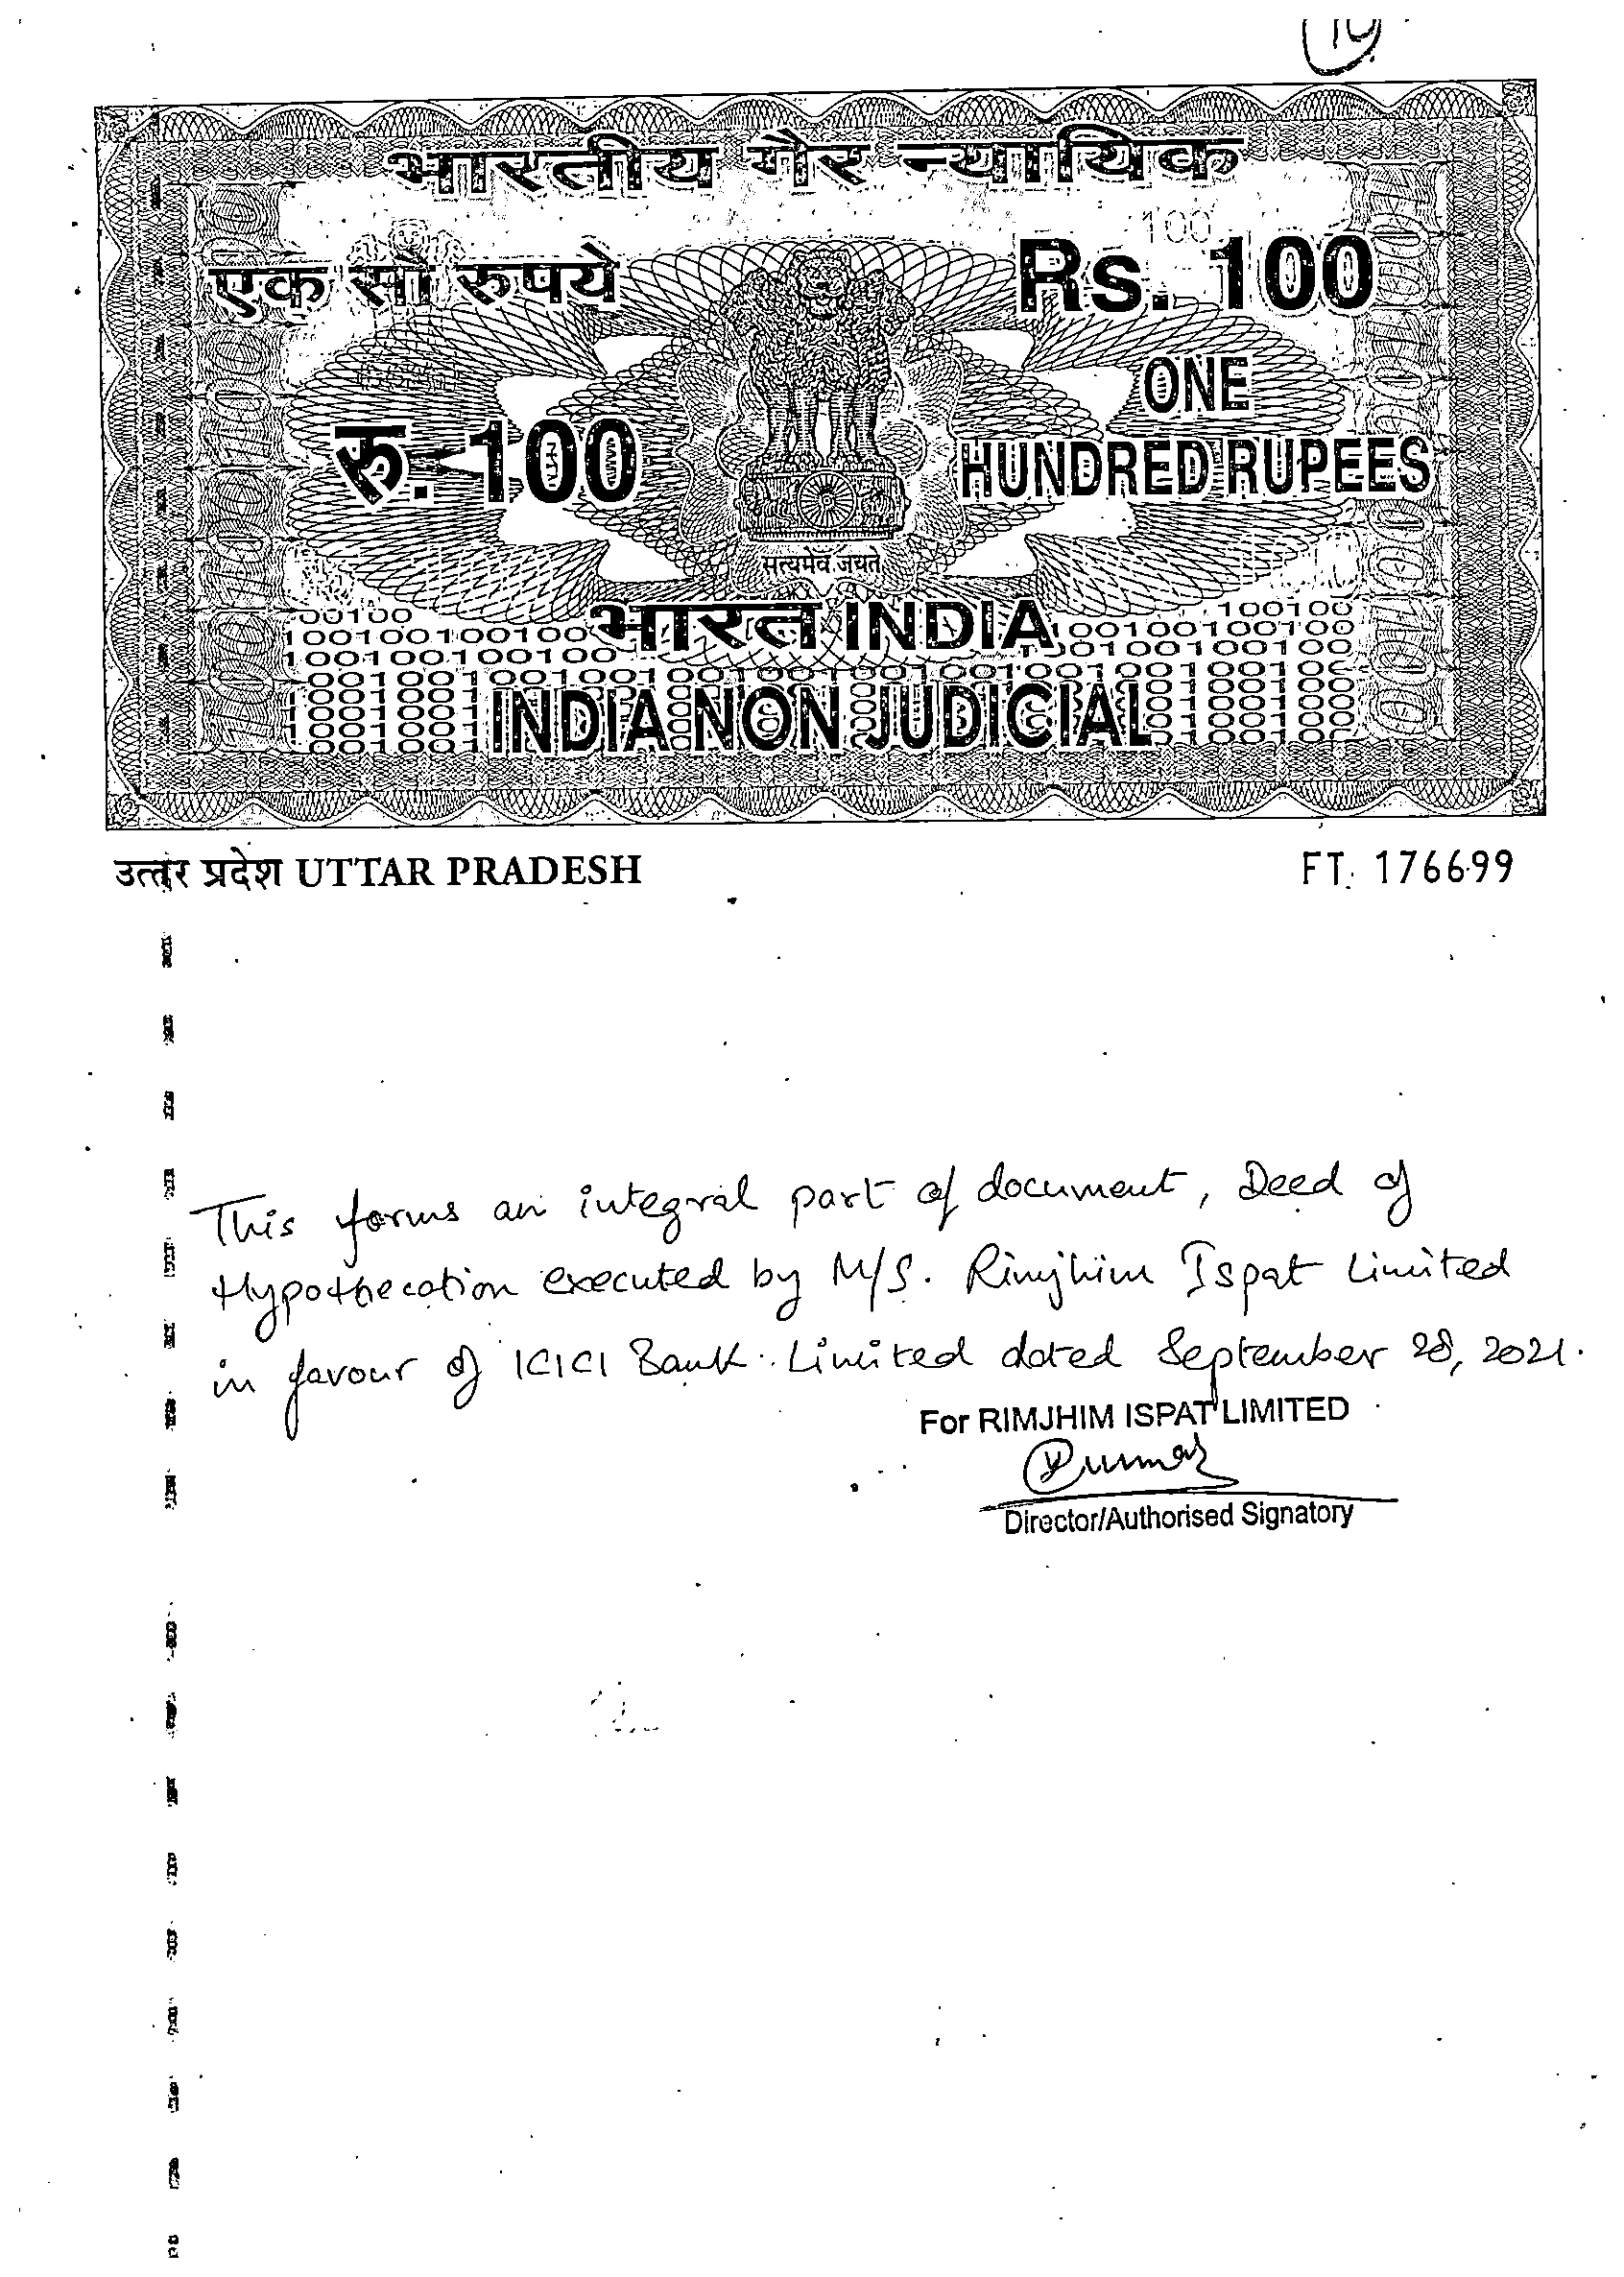 14
भारतीय गैर न्यायिक
एक सौ रुपये
Rs. 100
रु. 100
ONE
HUNDRED RUPEES
सत्यमेव जयते
भारत INDIA
INDIA NON JUDICIAL
उत्तर प्रदेश UTTAR PRADESH
FT 176699
This forms an integral part of document, Deed of
Hypothecation executed by M/S. Rimjhim Ispat Limited
in favour of ICICI Bank Limited dated September 28, 2021.
For RIMJHIM ISPAT LIMITED
Director/Authorised Signatory